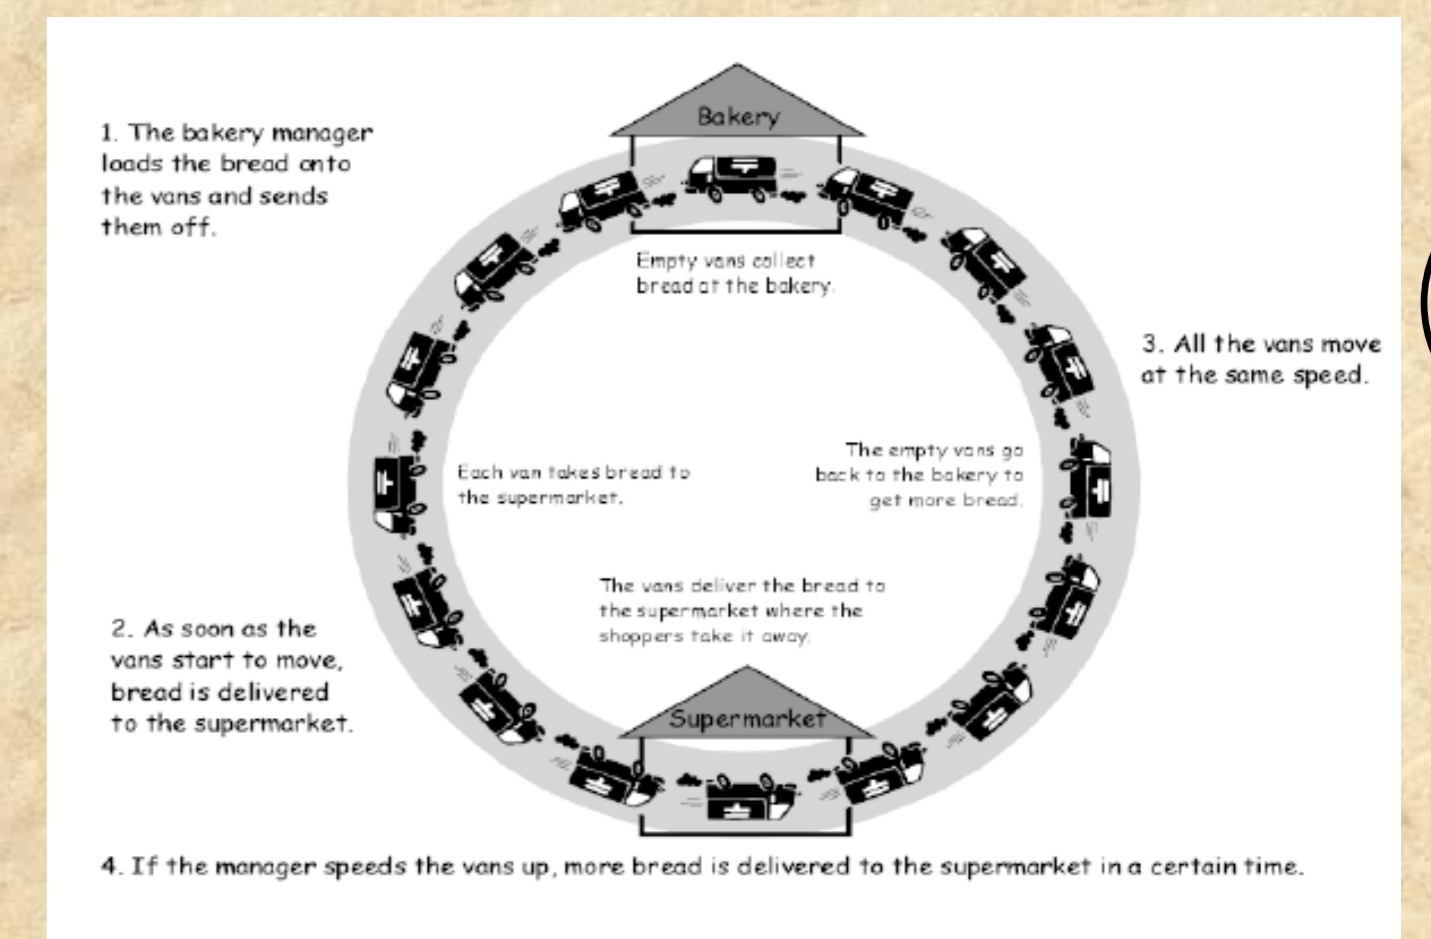 Bakery
1. The bakery manager
loads the bread onto
the vans and sends
them off.
Empty vans collect
bread at the bakery.
3. All the vans move
at the same speed.
Each van takes bread to
the supermarket.
The empty vans go
back to the bakery to
get more bread.
The vans deliver the bread to
the supermarket where the
shoppers take it away.
2. As soon as the
vans start to move,
bread is delivered
to the supermarket.
Supermarket
4. If the manager speeds the vans up, more bread is delivered to the supermarket in a certain time.